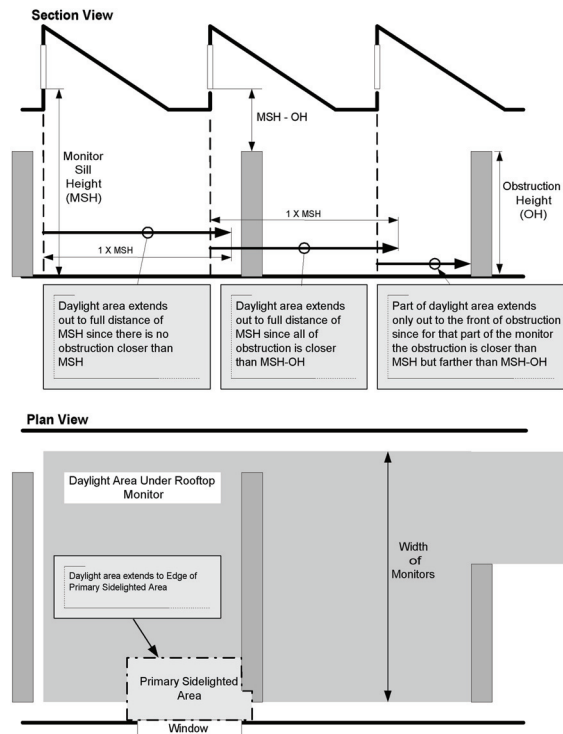 Section View
MSH - OH
Monitor
Sill
Height
(MSH)
Obstruction
Height
(OH)
1 X MSH
1 X MSH
Daylight area extends
out to full distance of
MSH since there is no
obstruction closer than
MSH
Daylight area extends
out to full distance of
MSH since all of
obstruction is closer
than MSH-OH
Part of daylight area extends
only out to the front of obstruction
since for that part of the monitor
the obstruction is closer than
MSH but farther than MSH-OH
Plan View
Daylight Area Under Rooftop
Monitor
Width
of
Monitors
Daylight area extends to Edge of
Primary Sidelighted Area
Primary Sidelighted
Area
Window